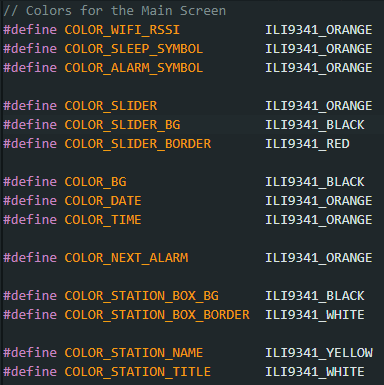 // Colors for the Main Screen
#define COLOR_WIFI_RSSI ILI9341_ORANGE
#define COLOR_SLEEP_SYMBOL ILI9341_ORANGE
#define COLOR_ALARM_SYMBOL ILI9341_ORANGE
#define COLOR_SLIDER ILI9341_ORANGE
#define COLOR_SLIDER_BG ILI9341_BLACK
#define COLOR_SLIDER_BORDER ILI9341_RED
#define COLOR_BG ILI9341_BLACK
#define COLOR_DATE ILI9341_ORANGE
#define COLOR_TIME ILI9341_ORANGE
#define COLOR_NEXT_ALARM ILI9341_ORANGE
#define COLOR_STATION_BOX_BG ILI9341_BLACK
#define COLOR_STATION_BOX_BORDER ILI9341_WHITE
#define COLOR_STATION_NAME ILI9341_YELLOW
#define COLOR_STATION_TITLE ILI9341_WHITE